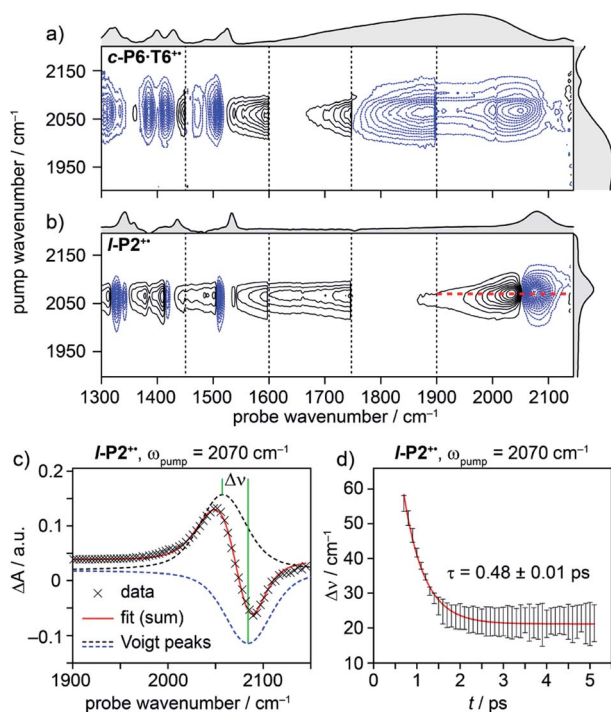 a)
c-P6·T6⁺•
2150
2050
1950
b)
l-P2⁺•
2150
2050
1950
pump wavenumber / cm⁻¹
1300 1400 1500 1600 1700 1800 1900 2000 2100
probe wavenumber / cm⁻¹
c) l-P2⁺•, ωpump = 2070 cm⁻¹
0.2
0.1
0
−0.1
ΔA / a.u.
Δν
data
fit (sum)
Voigt peaks
1900 2000 2100
probe wavenumber / cm⁻¹
d) l-P2⁺•, ωpump = 2070 cm⁻¹
60
50
40
30
20
10
Δν / cm⁻¹
τ = 0.48 ± 0.01 ps
0 1 2 3 4 5
t / ps